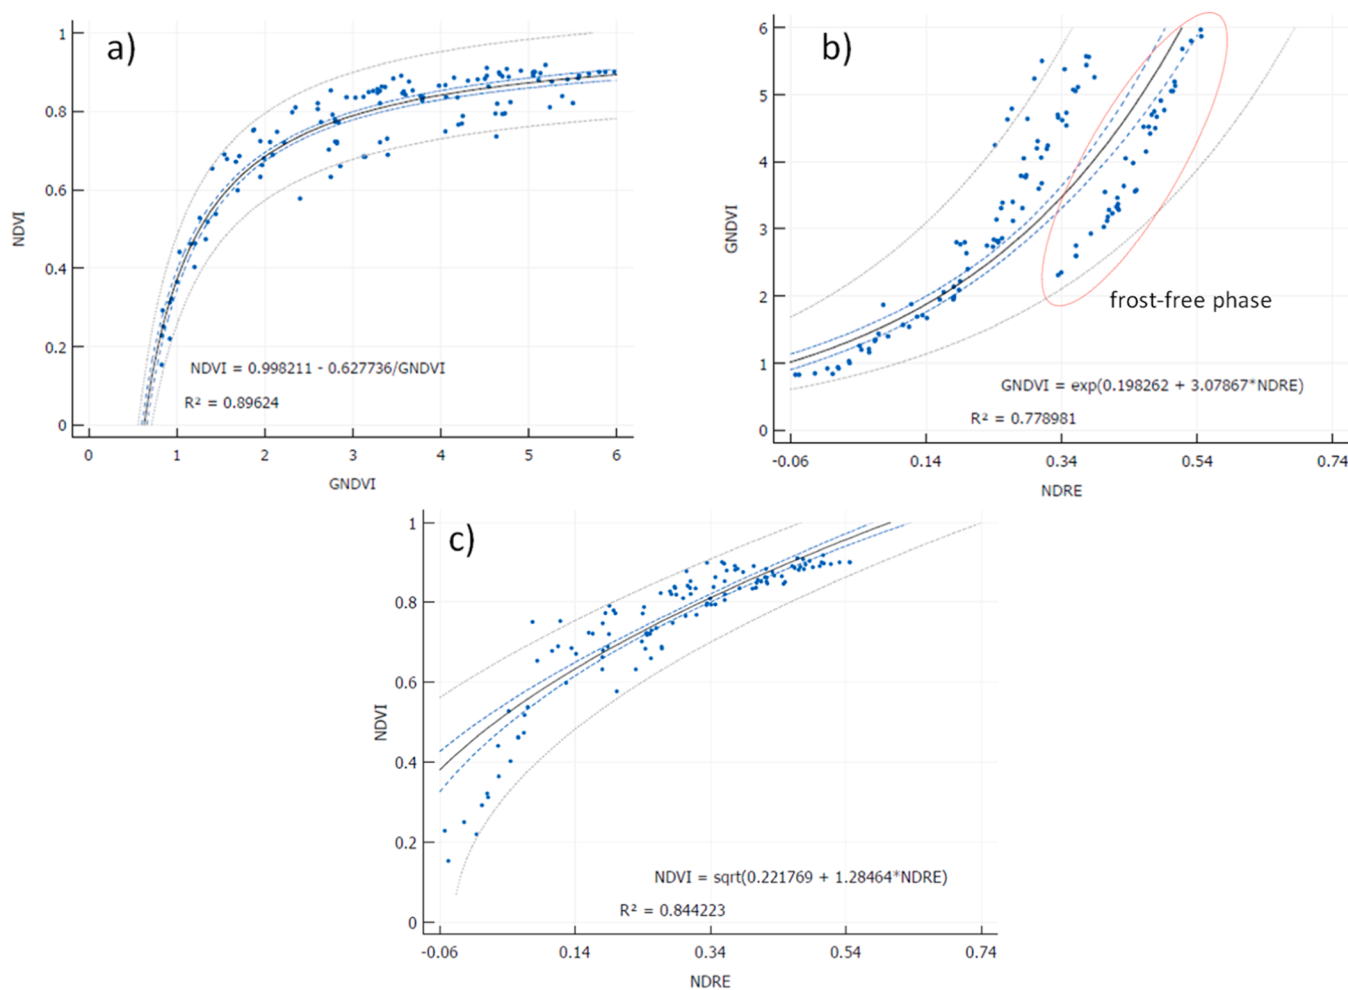 a)
1
0.8
0.6
0.4
0.2
0
NDVI
NDVI = 0.998211 - 0.627736/GNDVI
R² = 0.89624
0 1 2 3 4 5 6
GNDVI
b)
6
5
4
3
2
1
0
GNDVI
frost-free phase
GNDVI = exp(0.198262 + 3.07867*NDRE)
R² = 0.778981
-0.06 0.14 0.34 0.54 0.74
NDRE
c)
1
0.8
0.6
0.4
0.2
0
NDVI
NDVI = sqrt(0.221769 + 1.28464*NDRE)
R² = 0.844223
-0.06 0.14 0.34 0.54 0.74
NDRE